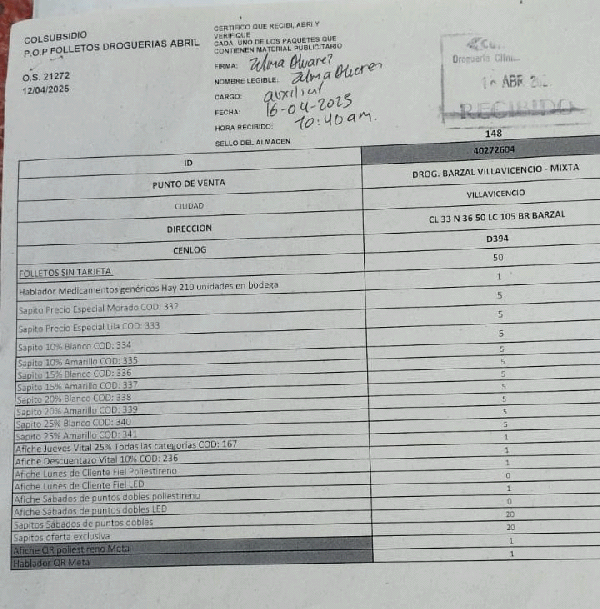 COLSUBSIDIO
P.O.P FOLLETOS DROGUERIAS ABRIL
O.S. 21272
12/04/2025
CERTIFICO QUE RECIBI, ABRI Y
VERIFIQUE
CADA UNO DE LOS PAQUETES QUE
CONTIENEN MATERIAL PUBLICITARIO
FIRMA: Zulma Olivares
NOMBRE LEGIBLE: Zulma Olivares
CARGO: auxiliar
FECHA: 16-04-2025
HORA RECIBIDO: 10:40am.
SELLO DEL ALMACEN
Droguería
ABR
RECIBIDO
148
ID 40272604
PUNTO DE VENTA DROG. BARZAL VILLAVICENCIO - MIXTA
CIUDAD VILLAVICENCIO
DIRECCION CL 33 N 36 50 LC 105 BR BARZAL
CENLOG D394
FOLLETOS SIN TARJETA 50
Hablador Medicamentos genéricos Hay 210 unidades en bodega 1
Sapito Precio Especial Morado COD: 332 5
Sapito Precio Especial Lila COD: 333 5
Sapito 10% Blanco COD: 334 5
Sapito 10% Amarillo COD: 335 5
Sapito 15% Blanco COD: 336 5
Sapito 15% Amarillo COD: 337 5
Sapito 20% Blanco COD: 338 5
Sapito 20% Amarillo COD: 339 5
Sapito 25% Blanco COD: 340 5
Sapito 25% Amarillo COD: 341 5
Afiche Jueves Vital 25% Todas las categorías COD: 167 1
Afiche Descuentazo Vital 10% COD: 236 1
Afiche Lunes de Cliente Fiel Poliestireno 1
Afiche Lunes de Cliente Fiel LED 0
Afiche Sábados de puntos dobles poliestireno 1
Afiche Sábados de puntos dobles LED 0
Sapitos Sábados de puntos dobles 20
Sapitos oferta exclusiva 20
Afiche QR poliestireno Meta 1
Hablador QR Meta 1